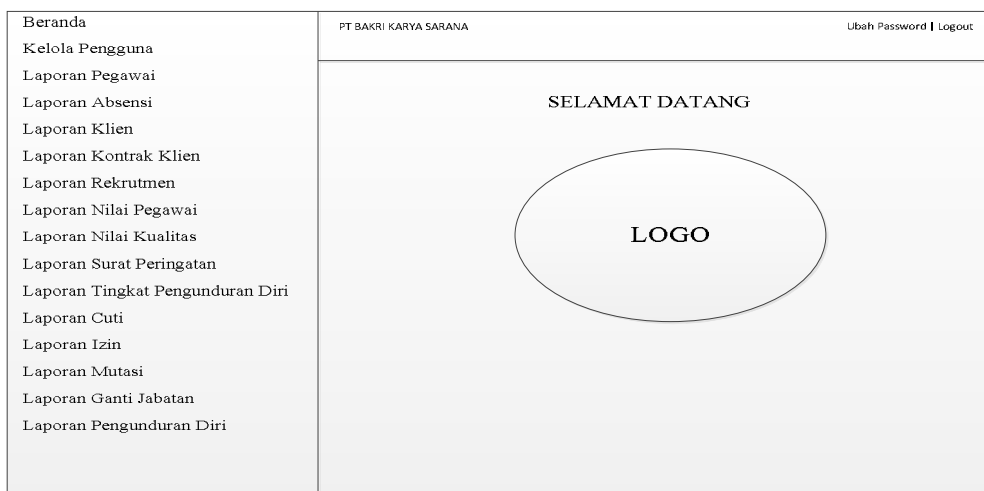 Beranda
Kelola Pengguna
Laporan Pegawai
Laporan Absensi
Laporan Klien
Laporan Kontrak Klien
Laporan Rekrutmen
Laporan Nilai Pegawai
Laporan Nilai Kualitas
Laporan Surat Peringatan
Laporan Tingkat Pengunduran Diri
Laporan Cuti
Laporan Izin
Laporan Mutasi
Laporan Ganti Jabatan
Laporan Pengunduran Diri
PT BAKRI KARYA SARANA
Ubah Password | Logout
SELAMAT DATANG
LOGO